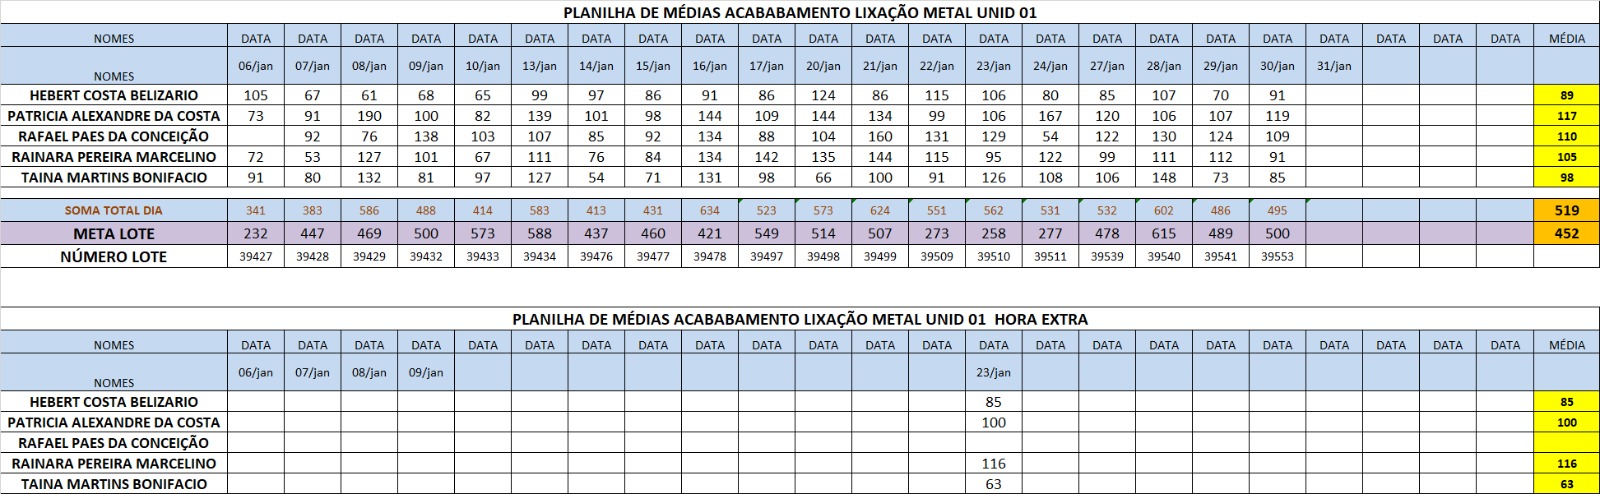 PLANILHA DE MÉDIAS ACABABAMENTO LIXAÇÃO METAL UNID 01
NOMES DATA DATA DATA DATA DATA DATA DATA DATA DATA DATA DATA DATA DATA DATA DATA DATA DATA DATA DATA DATA DATA DATA DATA MÉDIA
NOMES 06/jan 07/jan 08/jan 09/jan 10/jan 13/jan 14/jan 15/jan 16/jan 17/jan 20/jan 21/jan 22/jan 23/jan 24/jan 27/jan 28/jan 29/jan 30/jan 31/jan
HEBERT COSTA BELIZARIO 105 67 61 68 65 99 97 86 91 86 124 86 115 106 80 85 107 70 91 89
PATRICIA ALEXANDRE DA COSTA 73 91 190 100 82 139 101 98 144 109 144 134 99 106 167 120 106 107 119 117
RAFAEL PAES DA CONCEIÇÃO 92 76 138 103 107 85 92 134 88 104 160 131 129 54 122 130 124 109 110
RAINARA PEREIRA MARCELINO 72 53 127 101 67 111 76 84 134 142 135 144 115 95 122 99 111 112 91 105
TAINA MARTINS BONIFACIO 91 80 132 81 97 127 54 71 131 98 66 100 91 126 108 106 148 73 85 98
SOMA TOTAL DIA 341 383 586 488 414 583 413 431 634 523 573 624 551 562 531 532 602 486 495 519
META LOTE 232 447 469 500 573 588 437 460 421 549 514 507 273 258 277 478 615 489 500 452
NÚMERO LOTE 39427 39428 39429 39432 39433 39434 39476 39477 39478 39497 39498 39499 39509 39510 39511 39539 39540 39541 39553
PLANILHA DE MÉDIAS ACABABAMENTO LIXAÇÃO METAL UNID 01 HORA EXTRA
NOMES DATA DATA DATA DATA DATA DATA DATA DATA DATA DATA DATA DATA DATA DATA DATA DATA DATA DATA DATA DATA DATA DATA DATA MÉDIA
NOMES 06/jan 07/jan 08/jan 09/jan 23/jan
HEBERT COSTA BELIZARIO 85 85
PATRICIA ALEXANDRE DA COSTA 100 100
RAFAEL PAES DA CONCEIÇÃO
RAINARA PEREIRA MARCELINO 116 116
TAINA MARTINS BONIFACIO 63 63